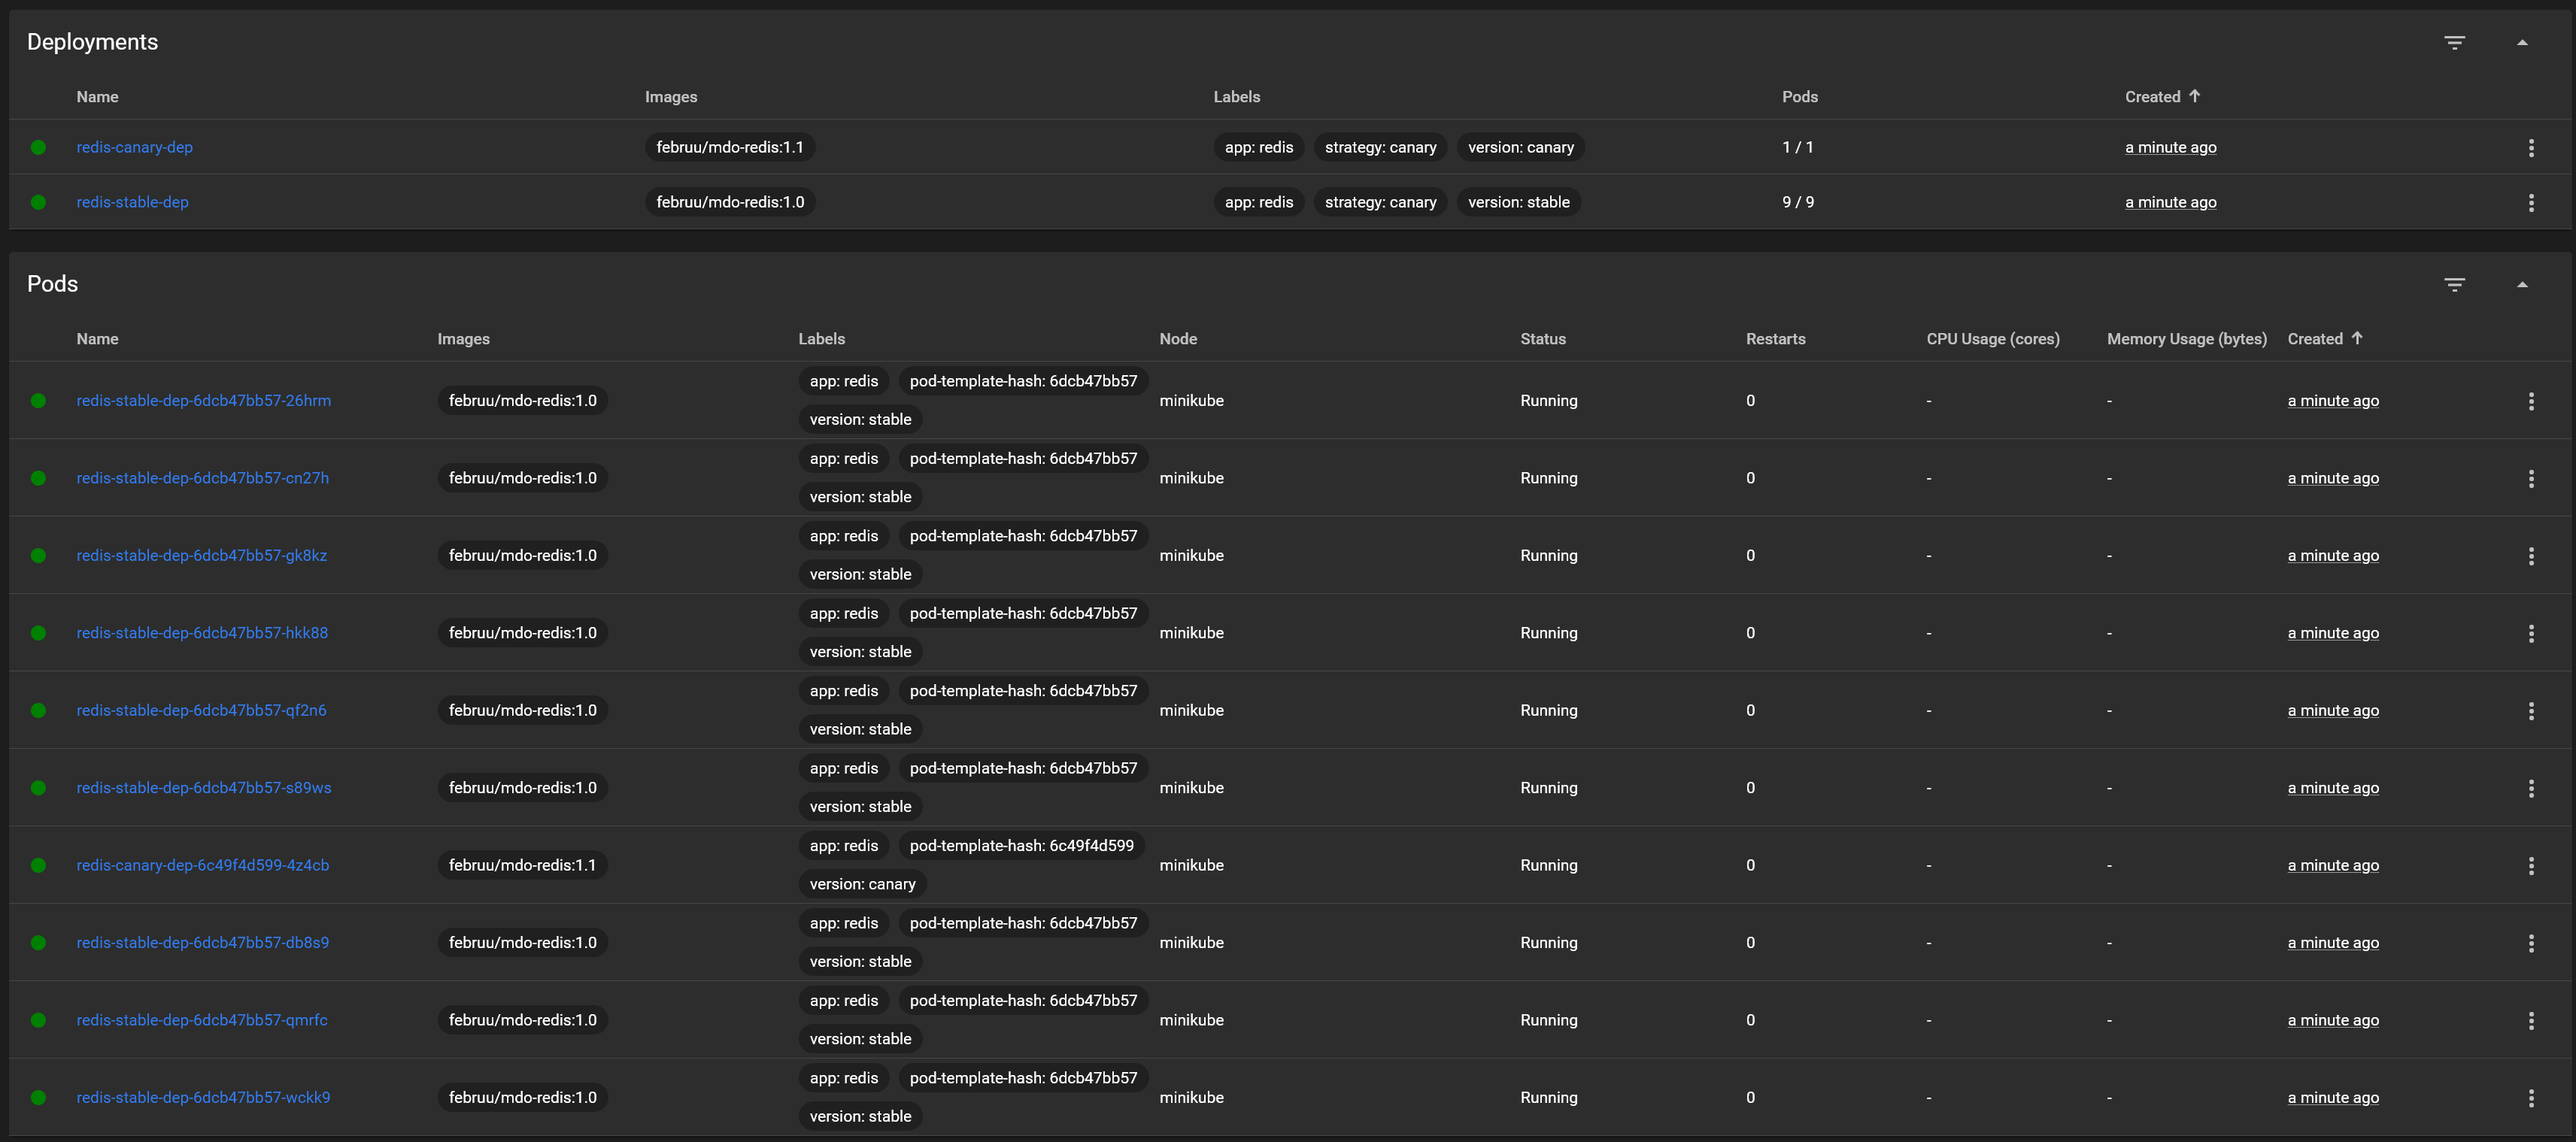 Deployments
Name Images Labels Pods Created
redis-canary-dep februu/mdo-redis:1.1 app: redis strategy: canary version: canary 1 / 1 a minute ago
redis-stable-dep februu/mdo-redis:1.0 app: redis strategy: canary version: stable 9 / 9 a minute ago
Pods
Name Images Labels Node Status Restarts CPU Usage (cores) Memory Usage (bytes) Created
app: redis pod-template-hash: 6dcb47bb57
redis-stable-dep-6dcb47bb57-26hrm februu/mdo-redis:1.0 minikube Running 0 - - a minute ago
version: stable
app: redis pod-template-hash: 6dcb47bb57
redis-stable-dep-6dcb47bb57-cn27h februu/mdo-redis:1.0 minikube Running 0 - - a minute ago
version: stable
app: redis pod-template-hash: 6dcb47bb57
redis-stable-dep-6dcb47bb57-gk8kz februu/mdo-redis:1.0 minikube Running 0 - - a minute ago
version: stable
app: redis pod-template-hash: 6dcb47bb57
redis-stable-dep-6dcb47bb57-hkk88 februu/mdo-redis:1.0 minikube Running 0 - - a minute ago
version: stable
app: redis pod-template-hash: 6dcb47bb57
redis-stable-dep-6dcb47bb57-qf2n6 februu/mdo-redis:1.0 minikube Running 0 - - a minute ago
version: stable
app: redis pod-template-hash: 6dcb47bb57
redis-stable-dep-6dcb47bb57-s89ws februu/mdo-redis:1.0 minikube Running 0 - - a minute ago
version: stable
app: redis pod-template-hash: 6c49f4d599
redis-canary-dep-6c49f4d599-4z4cb februu/mdo-redis:1.1 minikube Running 0 - - a minute ago
version: canary
app: redis pod-template-hash: 6dcb47bb57
redis-stable-dep-6dcb47bb57-db8s9 februu/mdo-redis:1.0 minikube Running 0 - - a minute ago
version: stable
app: redis pod-template-hash: 6dcb47bb57
redis-stable-dep-6dcb47bb57-qmrfc februu/mdo-redis:1.0 minikube Running 0 - - a minute ago
version: stable
app: redis pod-template-hash: 6dcb47bb57
redis-stable-dep-6dcb47bb57-wckk9 februu/mdo-redis:1.0 minikube Running 0 - - a minute ago
version: stable